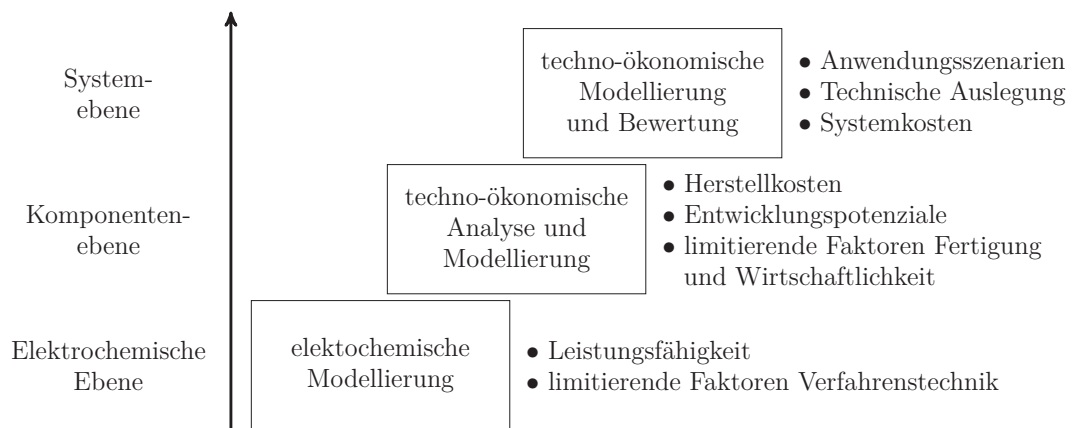 System-
ebene
techno-ökonomische
Modellierung
und Bewertung
• Anwendungsszenarien
• Technische Auslegung
• Systemkosten
Komponenten-
ebene
techno-ökonomische
Analyse und
Modellierung
• Herstellkosten
• Entwicklungspotenziale
• limitierende Faktoren Fertigung
und Wirtschaftlichkeit
Elektrochemische
Ebene
elektochemische
Modellierung
• Leistungsfähigkeit
• limitierende Faktoren Verfahrenstechnik